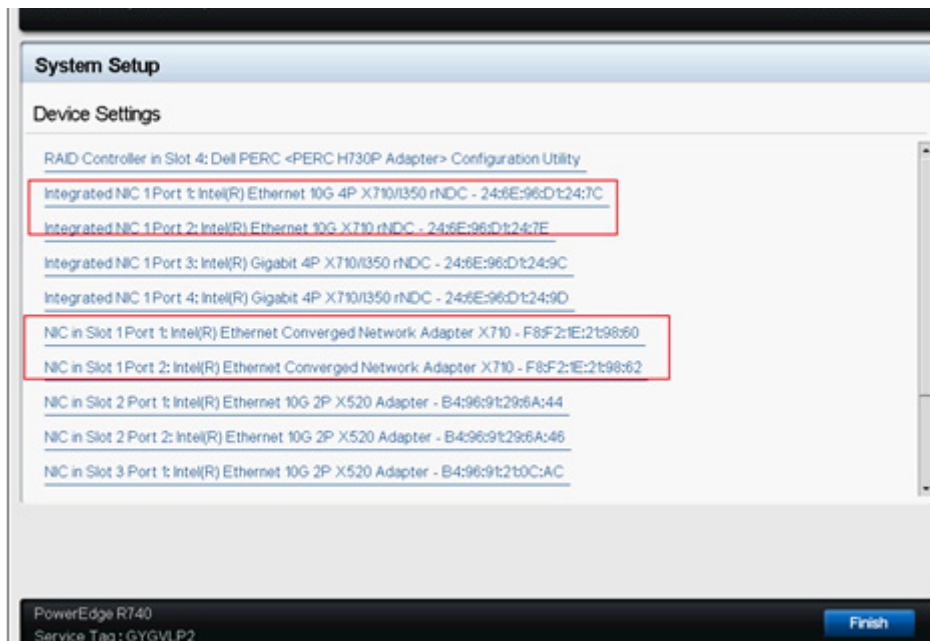 System Setup
Device Settings
RAID Controller in Slot 4: Dell PERC <PERC H730P Adapter> Configuration Utility
Integrated NIC 1 Port 1: Intel(R) Ethernet 10G 4P X710/I350 rNDC - 24:6E:96:D1:24:7C
Integrated NIC 1 Port 2: Intel(R) Ethernet 10G X710 rNDC - 24:6E:96:D1:24:7E
Integrated NIC 1 Port 3: Intel(R) Gigabit 4P X710/I350 rNDC - 24:6E:96:D1:24:9C
Integrated NIC 1 Port 4: Intel(R) Gigabit 4P X710/I350 rNDC - 24:6E:96:D1:24:9D
NIC in Slot 1 Port 1: Intel(R) Ethernet Converged Network Adapter X710 - F8:F2:1E:21:98:60
NIC in Slot 1 Port 2: Intel(R) Ethernet Converged Network Adapter X710 - F8:F2:1E:21:98:62
NIC in Slot 2 Port 1: Intel(R) Ethernet 10G 2P X520 Adapter - B4:96:91:29:6A:44
NIC in Slot 2 Port 2: Intel(R) Ethernet 10G 2P X520 Adapter - B4:96:91:29:6A:46
NIC in Slot 3 Port 1: Intel(R) Ethernet 10G 2P X520 Adapter - B4:96:91:21:0C:AC
PowerEdge R740
Service Tag : GYGVLP2
Finish